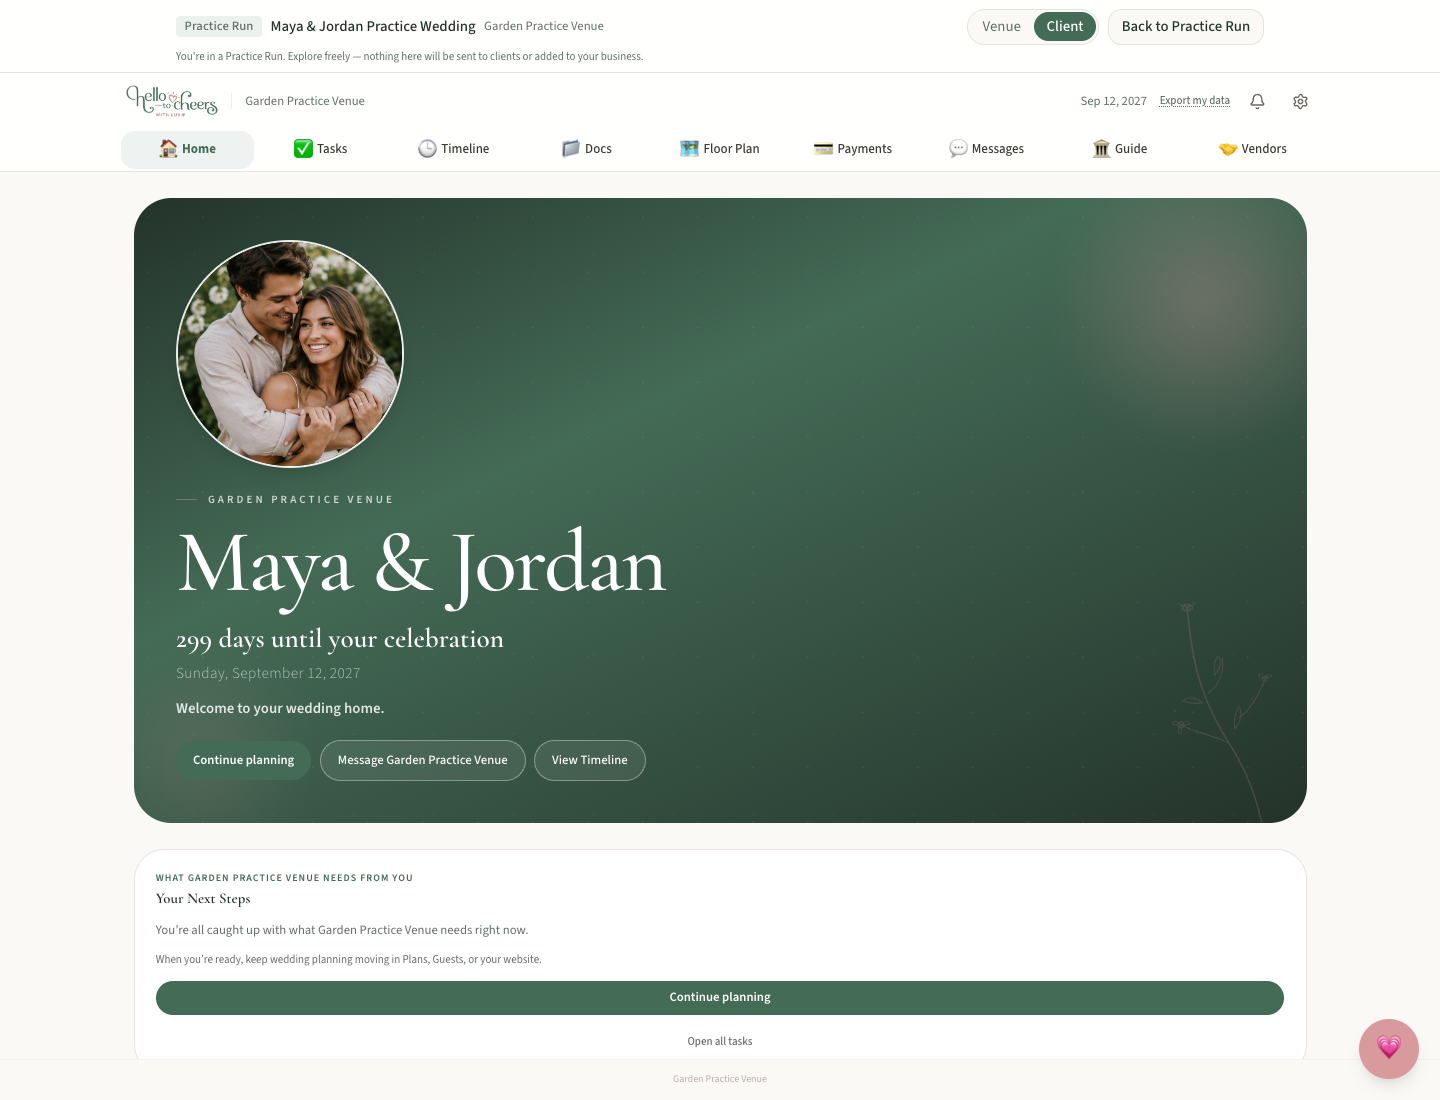 Practice Run Maya & Jordan Practice Wedding Garden Practice Venue
Venue Client Back to Practice Run
You're in a Practice Run. Explore freely — nothing here will be sent to clients or added to your business.
hello to cheers
WITH LUXIE
Garden Practice Venue
Sep 12, 2027 Export my data
Home Tasks Timeline Docs Floor Plan Payments Messages Guide Vendors
GARDEN PRACTICE VENUE
Maya & Jordan
299 days until your celebration
Sunday, September 12, 2027
Welcome to your wedding home.
Continue planning Message Garden Practice Venue View Timeline
WHAT GARDEN PRACTICE VENUE NEEDS FROM YOU
Your Next Steps
You're all caught up with what Garden Practice Venue needs right now.
When you're ready, keep wedding planning moving in Plans, Guests, or your website.
Continue planning
Open all tasks
Garden Practice Venue